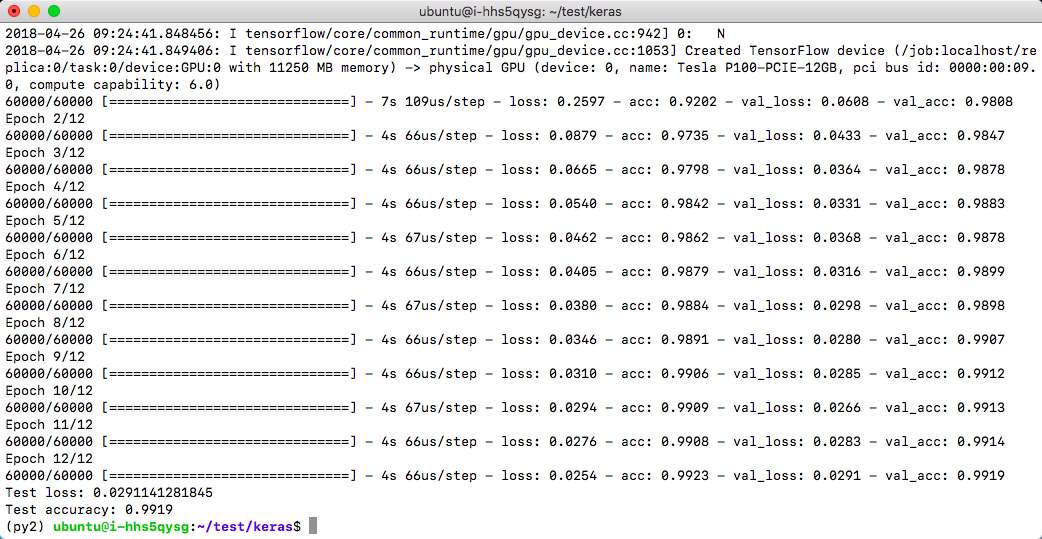 ubuntu@i-hhs5qysg: ~/test/keras
2018-04-26 09:24:41.848456: I tensorflow/core/common_runtime/gpu/gpu_device.cc:942] 0:   N
2018-04-26 09:24:41.849406: I tensorflow/core/common_runtime/gpu/gpu_device.cc:1053] Created TensorFlow device (/job:localhost/re
plica:0/task:0/device:GPU:0 with 11250 MB memory) -> physical GPU (device: 0, name: Tesla P100-PCIE-12GB, pci bus id: 0000:00:09.
0, compute capability: 6.0)
60000/60000 [==============================] - 7s 109us/step - loss: 0.2597 - acc: 0.9202 - val_loss: 0.0608 - val_acc: 0.9808
Epoch 2/12
60000/60000 [==============================] - 4s 66us/step - loss: 0.0879 - acc: 0.9735 - val_loss: 0.0433 - val_acc: 0.9847
Epoch 3/12
60000/60000 [==============================] - 4s 66us/step - loss: 0.0665 - acc: 0.9798 - val_loss: 0.0364 - val_acc: 0.9878
Epoch 4/12
60000/60000 [==============================] - 4s 66us/step - loss: 0.0540 - acc: 0.9842 - val_loss: 0.0331 - val_acc: 0.9883
Epoch 5/12
60000/60000 [==============================] - 4s 67us/step - loss: 0.0462 - acc: 0.9862 - val_loss: 0.0368 - val_acc: 0.9878
Epoch 6/12
60000/60000 [==============================] - 4s 66us/step - loss: 0.0405 - acc: 0.9879 - val_loss: 0.0316 - val_acc: 0.9899
Epoch 7/12
60000/60000 [==============================] - 4s 67us/step - loss: 0.0380 - acc: 0.9884 - val_loss: 0.0298 - val_acc: 0.9898
Epoch 8/12
60000/60000 [==============================] - 4s 66us/step - loss: 0.0346 - acc: 0.9891 - val_loss: 0.0280 - val_acc: 0.9907
Epoch 9/12
60000/60000 [==============================] - 4s 66us/step - loss: 0.0310 - acc: 0.9906 - val_loss: 0.0285 - val_acc: 0.9912
Epoch 10/12
60000/60000 [==============================] - 4s 67us/step - loss: 0.0294 - acc: 0.9909 - val_loss: 0.0266 - val_acc: 0.9913
Epoch 11/12
60000/60000 [==============================] - 4s 66us/step - loss: 0.0276 - acc: 0.9908 - val_loss: 0.0283 - val_acc: 0.9914
Epoch 12/12
60000/60000 [==============================] - 4s 66us/step - loss: 0.0254 - acc: 0.9923 - val_loss: 0.0291 - val_acc: 0.9919
Test loss: 0.0291141281845
Test accuracy: 0.9919
(py2) ubuntu@i-hhs5qysg:~/test/keras$